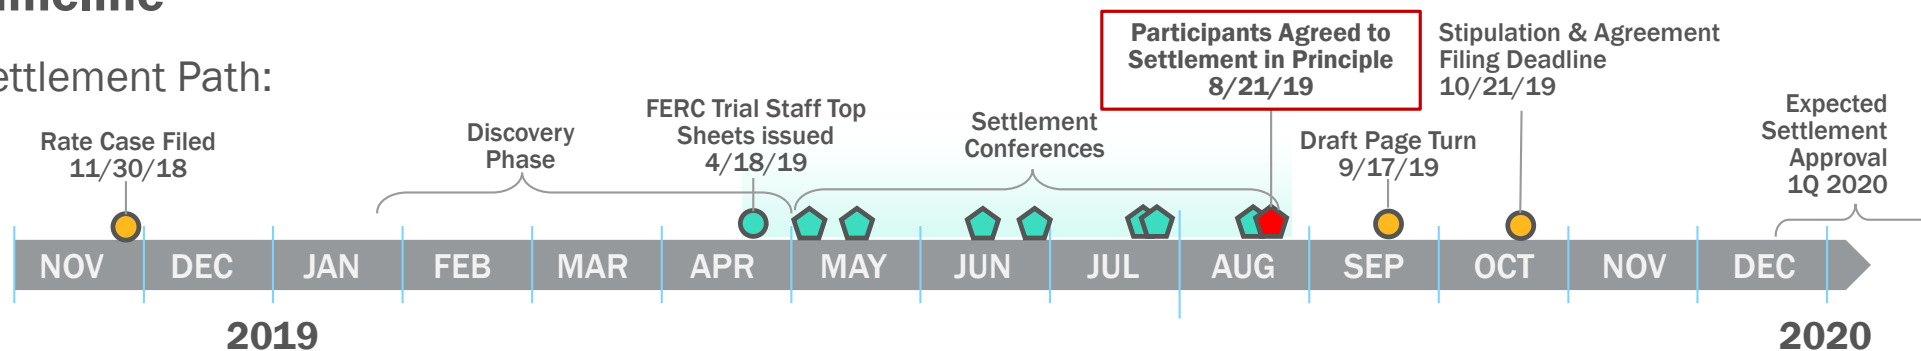 ettlement Path:
Rate Case Filed
11/30/18
Discovery
Phase
FERC Trial Staff Top
Sheets issued
4/18/19
Settlement
Conferences
Participants Agreed to
Settlement in Principle
8/21/19
Draft Page Turn
9/17/19
Stipulation & Agreement
Filing Deadline
10/21/19
Expected
Settlement
Approval
1Q 2020
NOV DEC JAN FEB MAR APR MAY JUN JUL AUG SEP OCT NOV DEC
2019 2020